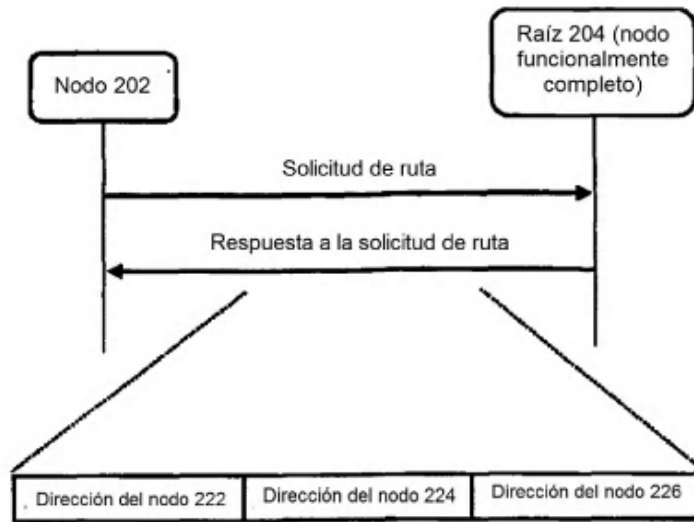 Nodo 202
Raíz 204 (nodo
funcionalmente
completo)
Solicitud de ruta
Respuesta a la solicitud de ruta
Dirección del nodo 222
Dirección del nodo 224
Dirección del nodo 226